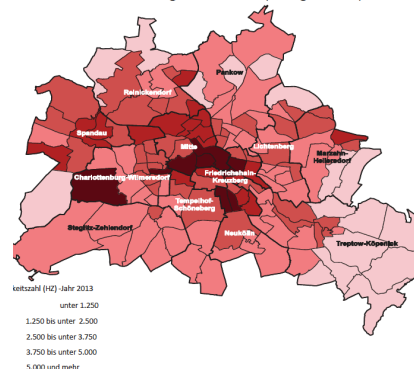 Pankow
Reinickendorf
Spandau
Mitte
Lichtenberg
Marzahn-
Hellersdorf
Charlottenburg-Wilmersdorf
Friedrichshain-
Kreuzberg
Tempelhof-
Schöneberg
Steglitz-Zehlendorf
Neukölln
Treptow-Köpenick
keitszahl (HZ) -Jahr 2013
unter 1.250
1.250 bis unter 2.500
2.500 bis unter 3.750
3.750 bis unter 5.000
5.000 und mehr